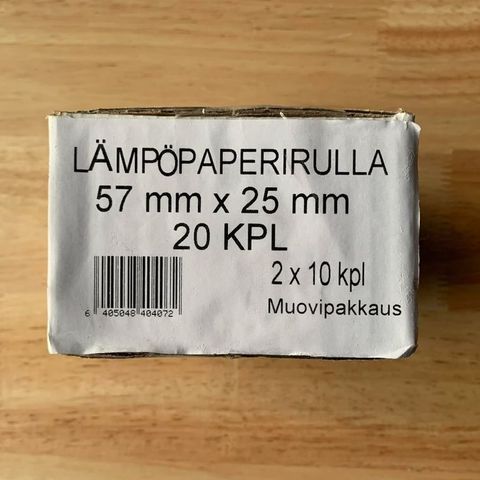 LÄMPÖPAPERIRULLA
57 mm x 25 mm
20 KPL
2 x 10 kpl
Muovipakkaus
6 405048 404072